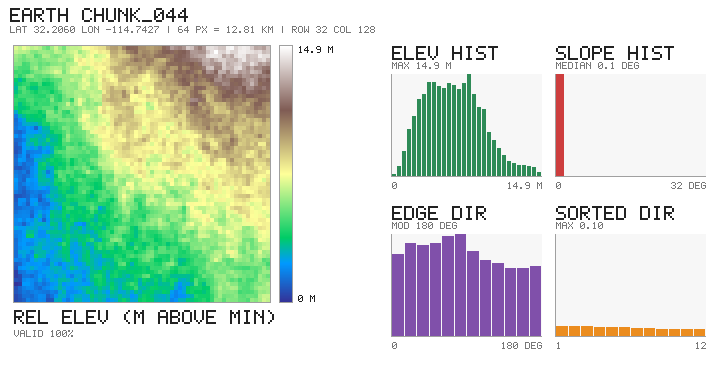 EARTH CHUNK_044
LAT 32.2060 LON -114.7427 | 64 PX = 12.81 KM | ROW 32 COL 128
14.9 M
0 M
REL ELEV (M ABOVE MIN)
VALID 100%
ELEV HIST
MAX 14.9 M
0 14.9 M
SLOPE HIST
MEDIAN 0.1 DEG
0 32 DEG
EDGE DIR
MOD 180 DEG
0 180 DEG
SORTED DIR
MAX 0.10
1 12